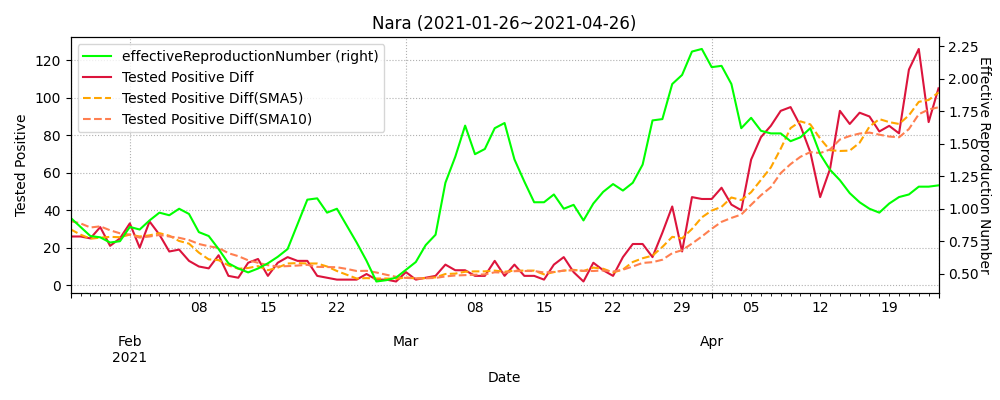 Nara (2021-01-26~2021-04-26)
effectiveReproductionNumber (right)
Tested Positive Diff
Tested Positive Diff(SMA5)
Tested Positive Diff(SMA10)
Tested Positive
120
100
80
60
40
20
0
2.25
2.00
1.75
1.50
1.25
1.00
0.75
0.50
Effective Reproduction Number
08 15 22 08 15 22 29 05 12 19
Feb Mar Apr
2021
Date